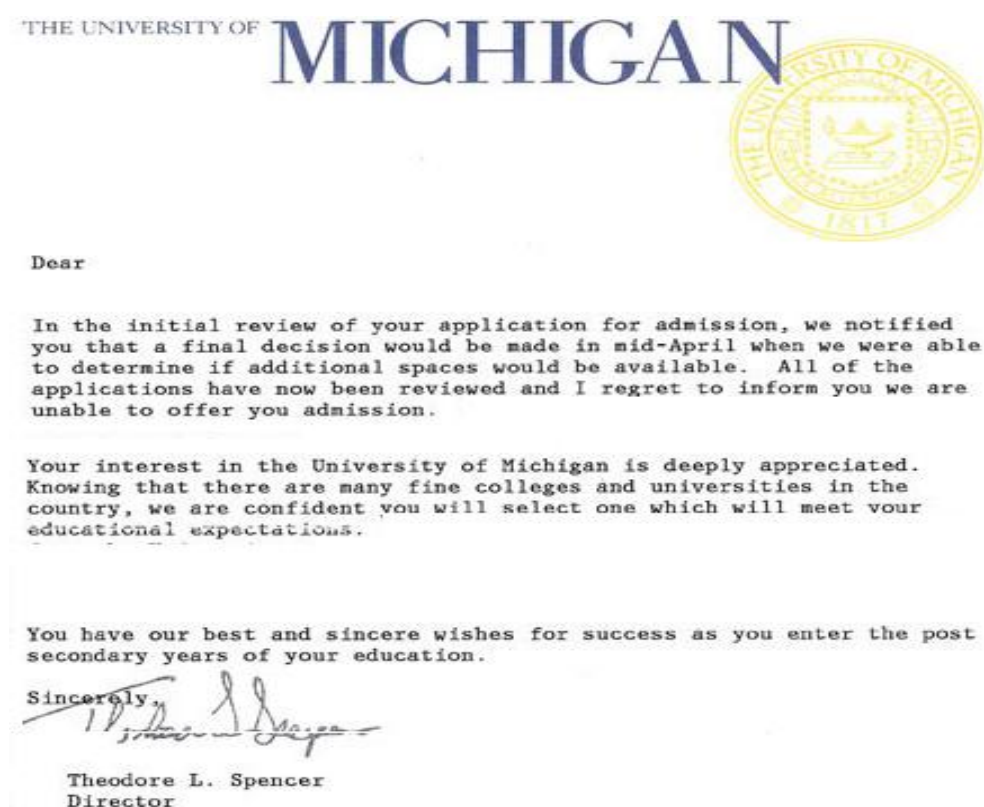 THE UNIVERSITY OF MICHIGAN
THE UNIVERSITY OF MICHIGAN
1817
Dear
In the initial review of your application for admission, we notified
you that a final decision would be made in mid-April when we were able
to determine if additional spaces would be available. All of the
applications have now been reviewed and I regret to inform you we are
unable to offer you admission.
Your interest in the University of Michigan is deeply appreciated.
Knowing that there are many fine colleges and universities in the
country, we are confident you will select one which will meet your
educational expectations.
You have our best and sincere wishes for success as you enter the post
secondary years of your education.
Sincerely,
Theodore L. Spencer
Director